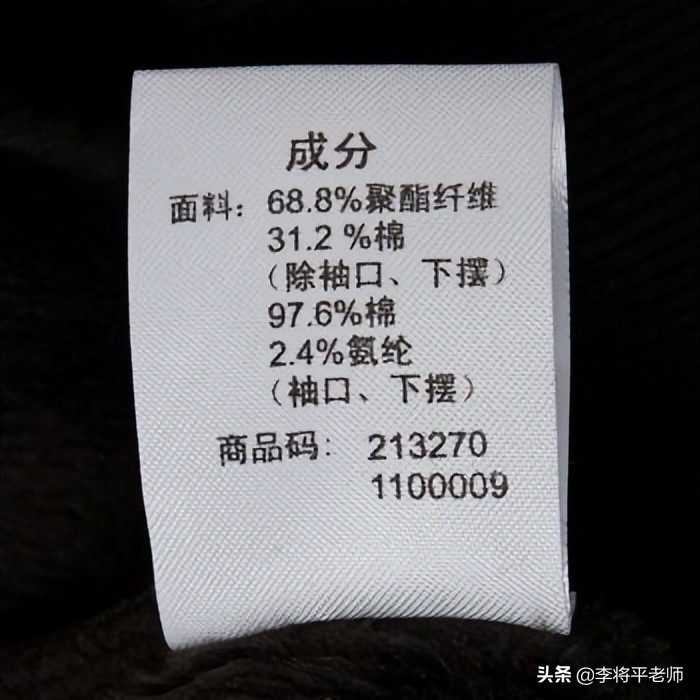 成分
面料：68.8%聚酯纤维
31.2 %棉
（除袖口、下摆）
97.6%棉
2.4%氨纶
（袖口、下摆）
商品码：213270
1100009
头条 @李将平老师